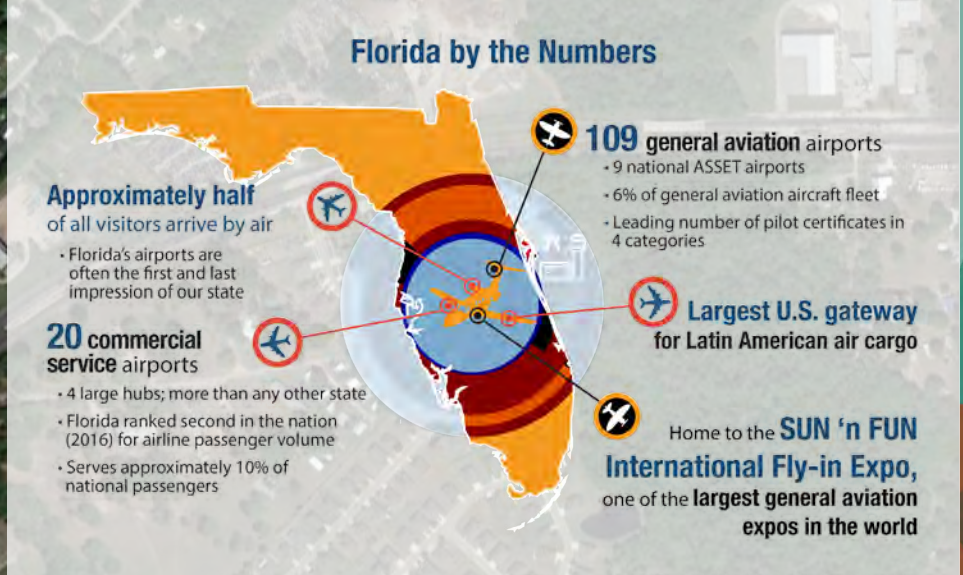 Florida by the Numbers
Approximately half
of all visitors arrive by air
• Florida's airports are
often the first and last
impression of our state
20 commercial
service airports
• 4 large hubs; more than any other state
• Florida ranked second in the nation
(2016) for airline passenger volume
• Serves approximately 10% of
national passengers
109 general aviation airports
• 9 national ASSET airports
• 6% of general aviation aircraft fleet
• Leading number of pilot certificates in
4 categories
Largest U.S. gateway
for Latin American air cargo
Home to the SUN 'n FUN
International Fly-in Expo,
one of the largest general aviation
expos in the world